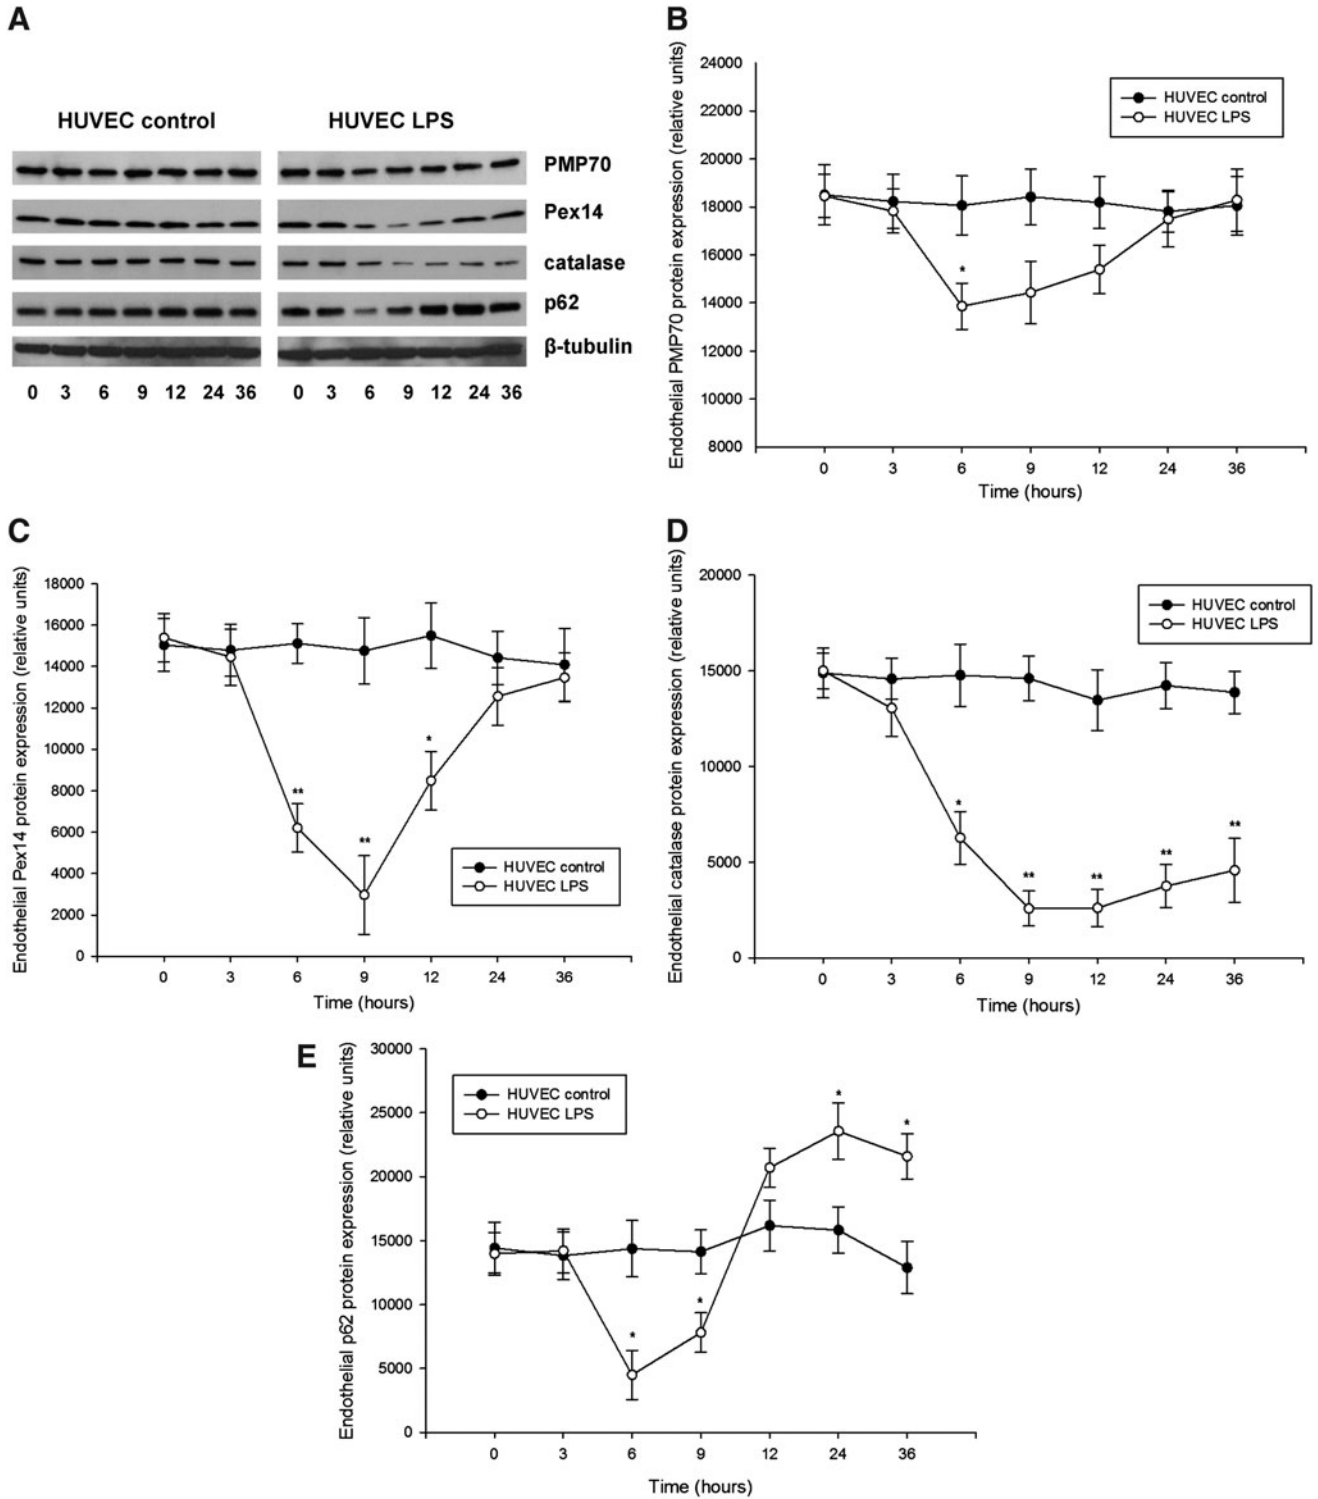 A
HUVEC control HUVEC LPS
PMP70
Pex14
catalase
p62
β-tubulin
0 3 6 9 12 24 36 0 3 6 9 12 24 36
B
Endothelial PMP70 protein expression (relative units)
24000
22000
20000
18000
16000
14000
12000
10000
8000
HUVEC control
HUVEC LPS
*
0 3 6 9 12 24 36
Time (hours)
C
Endothelial Pex14 protein expression (relative units)
18000
16000
14000
12000
10000
8000
6000
4000
2000
0
** ** *
HUVEC control
HUVEC LPS
0 3 6 9 12 24 36
Time (hours)
D
Endothelial catalase protein expression (relative units)
20000
15000
10000
5000
0
HUVEC control
HUVEC LPS
* ** ** ** **
0 3 6 9 12 24 36
Time (hours)
E
Endothelial p62 protein expression (relative units)
30000
25000
20000
15000
10000
5000
0
HUVEC control
HUVEC LPS
* * * *
0 3 6 9 12 24 36
Time (hours)